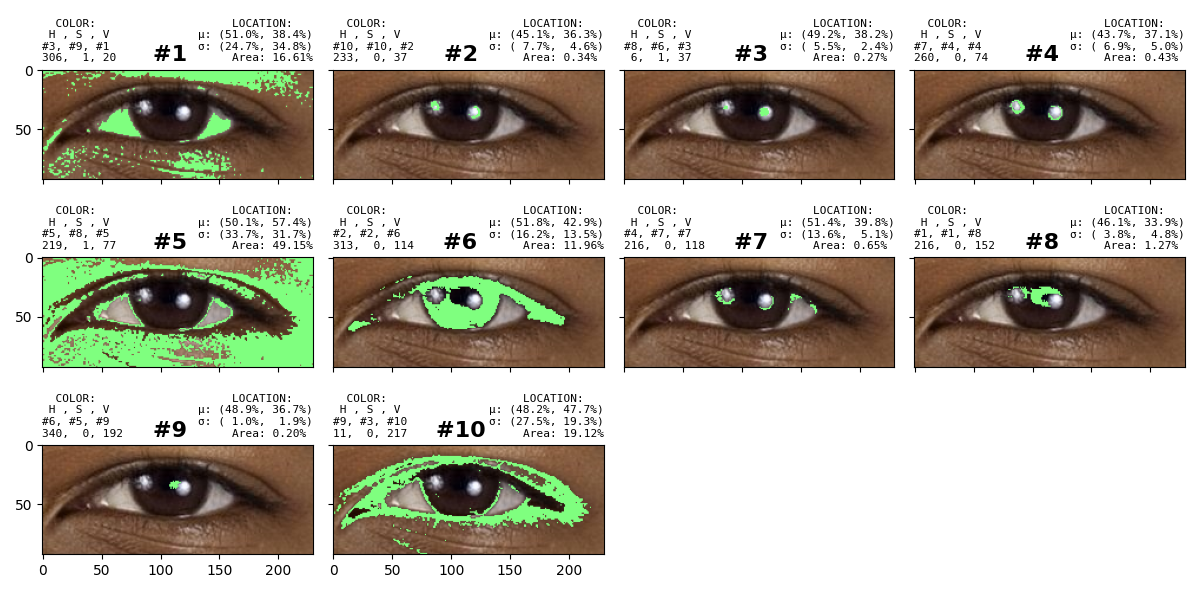 COLOR: LOCATION:
H , S , V μ: (51.0%, 38.4%)
#3, #9, #1 #1 σ: (24.7%, 34.8%)
306, 1, 20 Area: 16.61%
COLOR: LOCATION:
H , S , V μ: (45.1%, 36.3%)
#10, #10, #2 #2 σ: ( 7.7%, 4.6%)
233, 0, 37 Area: 0.34%
COLOR: LOCATION:
H , S , V μ: (49.2%, 38.2%)
#8, #6, #3 #3 σ: ( 5.5%, 2.4%)
6, 1, 37 Area: 0.27%
COLOR: LOCATION:
H , S , V μ: (43.7%, 37.1%)
#7, #4, #4 #4 σ: ( 6.9%, 5.0%)
260, 0, 74 Area: 0.43%
0
50
COLOR: LOCATION:
H , S , V μ: (50.1%, 57.4%)
#5, #8, #5 #5 σ: (33.7%, 31.7%)
219, 1, 77 Area: 49.15%
COLOR: LOCATION:
H , S , V μ: (51.8%, 42.9%)
#2, #2, #6 #6 σ: (16.2%, 13.5%)
313, 0, 114 Area: 11.96%
COLOR: LOCATION:
H , S , V μ: (51.4%, 39.8%)
#4, #7, #7 #7 σ: (13.6%, 5.1%)
216, 0, 118 Area: 0.65%
COLOR: LOCATION:
H , S , V μ: (46.1%, 33.9%)
#1, #1, #8 #8 σ: ( 3.8%, 4.8%)
216, 0, 152 Area: 1.27%
0
50
COLOR: LOCATION:
H , S , V μ: (48.9%, 36.7%)
#6, #5, #9 #9 σ: ( 1.0%, 1.9%)
340, 0, 192 Area: 0.20%
COLOR: LOCATION:
H , S , V μ: (48.2%, 47.7%)
#9, #3, #10 #10 σ: (27.5%, 19.3%)
11, 0, 217 Area: 19.12%
0
50
0 50 100 150 200
0 50 100 150 200